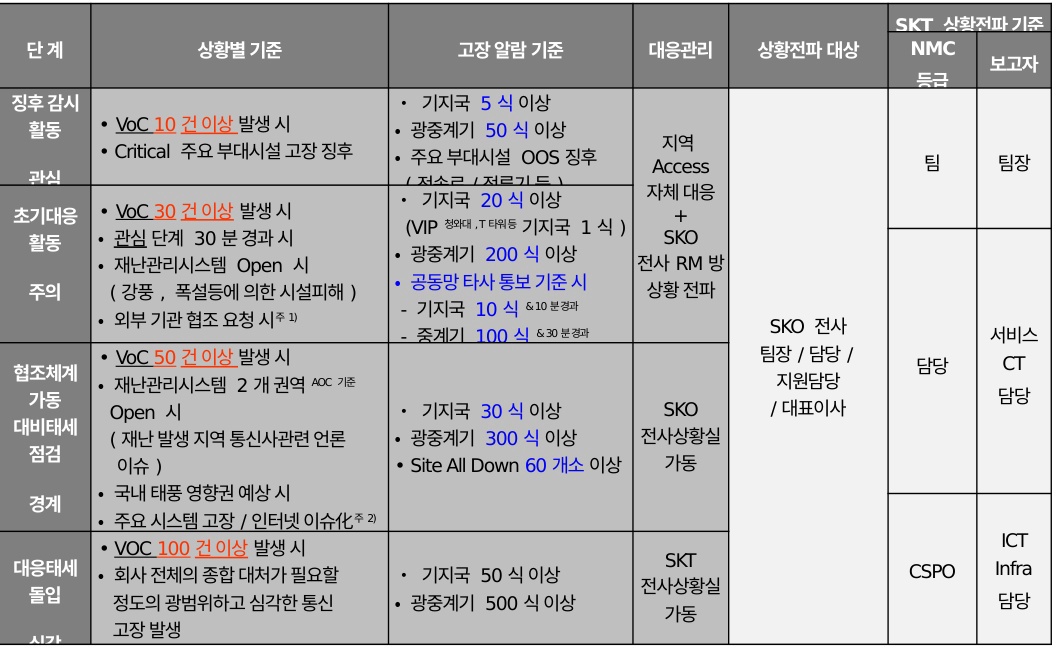 단 계
상황별 기준
고장 알람 기준
대응관리
상황전파 대상
SKT 상황전파 기준
NMC
등급
보고자
징후 감시
활동
관심
• VoC 10 건 이상 발생 시
• Critical 주요 부대시설 고장 징후
• 기지국 5 식 이상
• 광중계기 50 식 이상
• 주요 부대시설 OOS 징후
( 전송로 / 정류기 등 )
지역
Access
자체 대응
+
SKO
전사 RM 방
상황 전파
SKO 전사
팀장 / 담당 /
지원담당
/ 대표이사
팀
팀장
초기대응
활동
주의
• VoC 30 건 이상 발생 시
• 관심 단계 30 분 경과 시
• 재난관리시스템 Open 시
( 강풍 , 폭설등에 의한 시설피해 )
• 외부 기관 협조 요청 시주 1)
• 기지국 20 식 이상
(VIP 청와대 , T 타워등 기지국 1 식 )
• 광중계기 200 식 이상
• 공동망 타사 통보 기준 시
- 기지국 10 식 & 10 분경과
- 중계기 100 식 & 30 분경과
담당
서비스
CT
담당
협조체계
가동
대비태세
점검
경계
• VoC 50 건 이상 발생 시
• 재난관리시스템 2 개 권역 AOC 기준
Open 시
( 재난 발생 지역 통신사관련 언론
이슈 )
• 국내 태풍 영향권 예상 시
• 주요 시스템 고장 / 인터넷 이슈化주 2)
• 기지국 30 식 이상
• 광중계기 300 식 이상
• Site All Down 60 개소 이상
SKO
전사상황실
가동
대응태세
돌입
심각
• VOC 100 건 이상 발생 시
• 회사 전체의 종합 대처가 필요할
정도의 광범위하고 심각한 통신
고장 발생
• 기지국 50 식 이상
• 광중계기 500 식 이상
SKT
전사상황실
가동
CSPO
ICT
Infra
담당